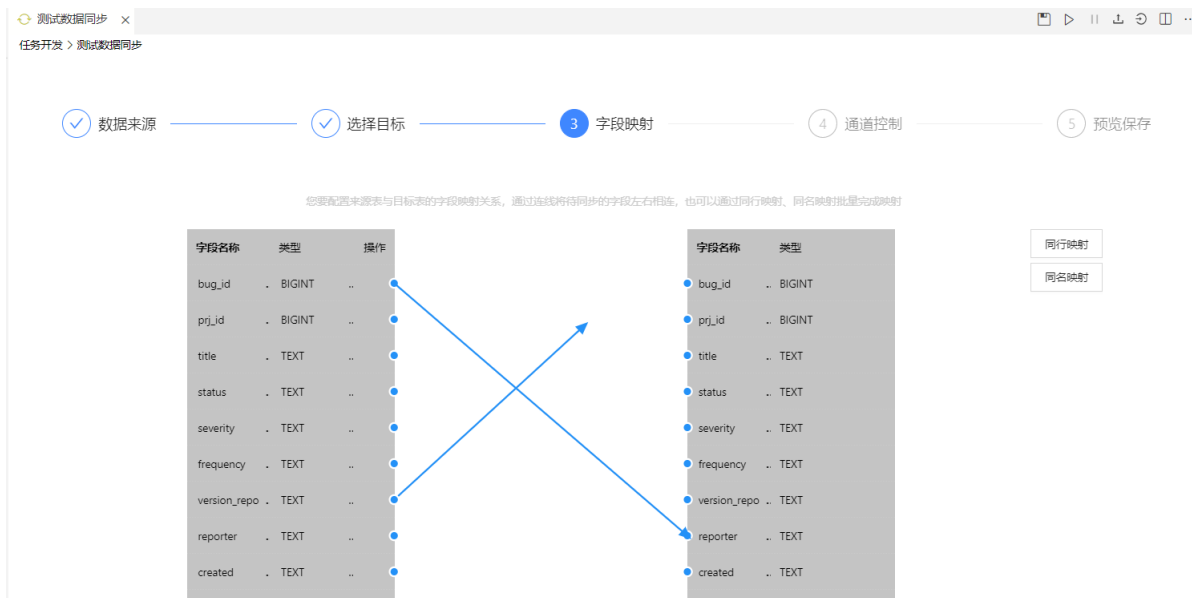 测试数据同步
任务开发 > 测试数据同步
数据来源
选择目标
3 字段映射
4 通道控制
5 预览保存
您要配置来源表与目标表的字段映射关系，通过连线将待同步的字段左右相连，也可以通过同行映射、同名映射批量完成映射
字段名称 类型 操作
bug_id . BIGINT ..
prj_id . BIGINT ..
title . TEXT ..
status . TEXT ..
severity . TEXT ..
frequency . TEXT ..
version_repo . TEXT ..
reporter . TEXT ..
created . TEXT ..
字段名称 类型
bug_id .. BIGINT
prj_id .. BIGINT
title .. TEXT
status .. TEXT
severity .. TEXT
frequency .. TEXT
version_repo .. TEXT
reporter .. TEXT
created .. TEXT
同行映射
同名映射